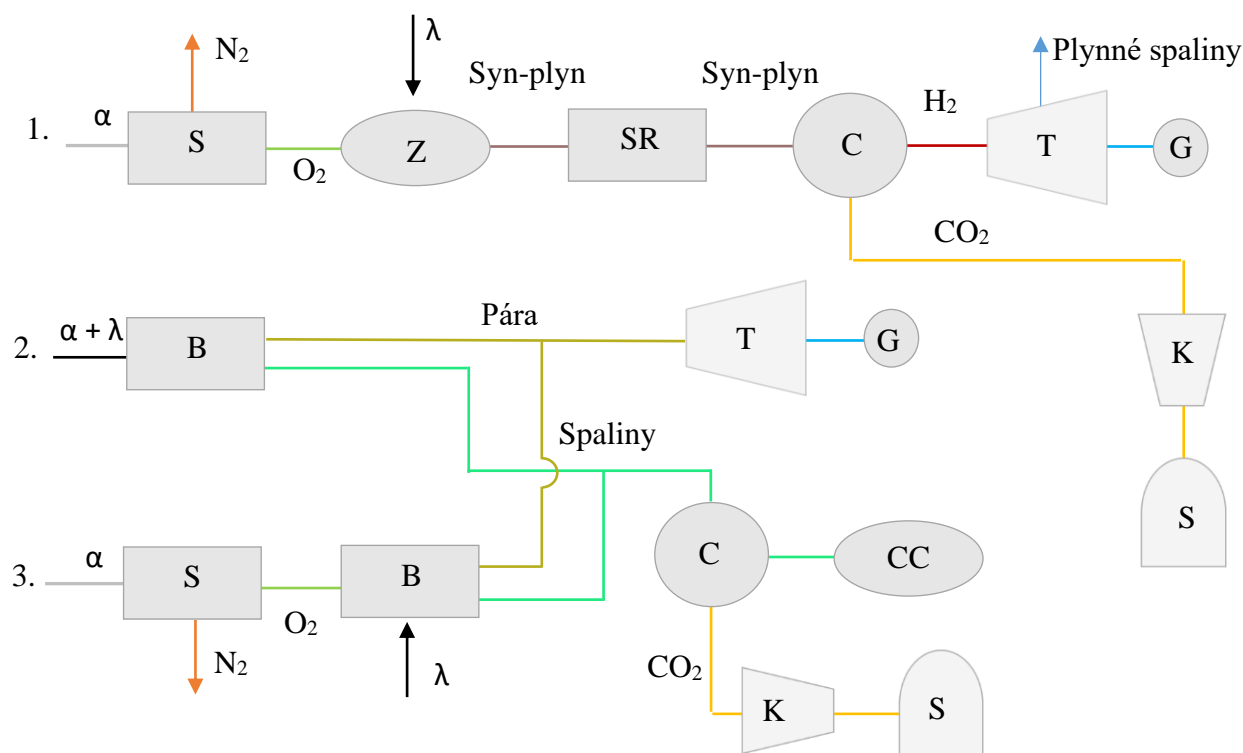 N₂
λ
Syn-plyn
Syn-plyn
Plynné spaliny
H₂
1.
α
S
O₂
Z
SR
C
T
G
CO₂
2.
α + λ
B
Pára
T
G
K
Spaliny
S
3.
α
S
O₂
B
C
CC
N₂
λ
CO₂
K
S